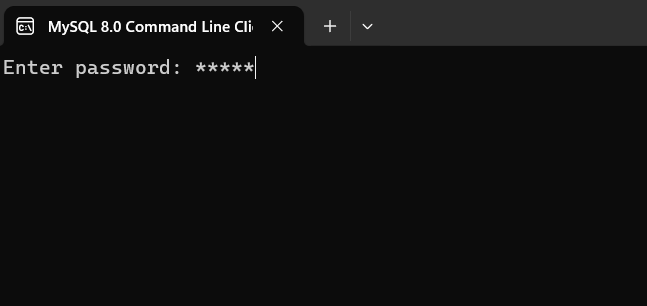 MySQL 8.0 Command Line Cli
Enter password: *****